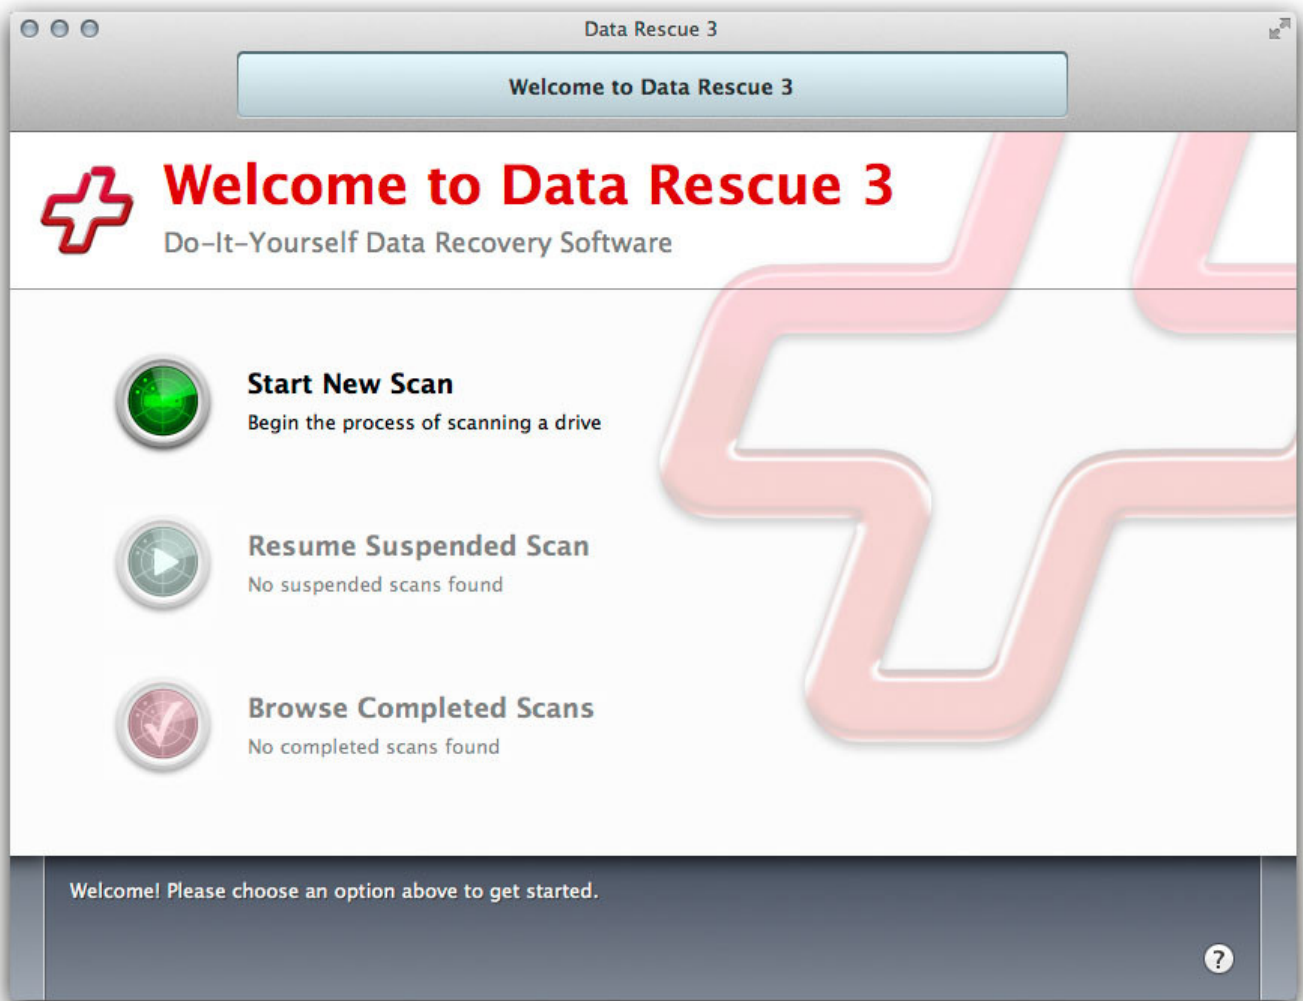 Data Rescue 3
Welcome to Data Rescue 3
Welcome to Data Rescue 3
Do-It-Yourself Data Recovery Software
Start New Scan
Begin the process of scanning a drive
Resume Suspended Scan
No suspended scans found
Browse Completed Scans
No completed scans found
Welcome! Please choose an option above to get started.
?